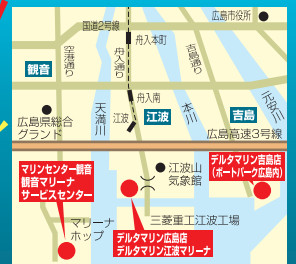 広島市役所
国道2号線
舟入本町
空港通り
舟入通り
吉島通り
観音
舟入南
天満川
本川
元安川
広島県総合
グランド
江波
江波
吉島
広島高速3号線
マリンセンター観音
観音マリーナ
サービスセンター
江波山
気象館
デルタマリン吉島店
(ボートパーク広島内)
マリーナ
ホップ
三菱重工江波工場
デルタマリン広島店
デルタマリン江波マリーナ